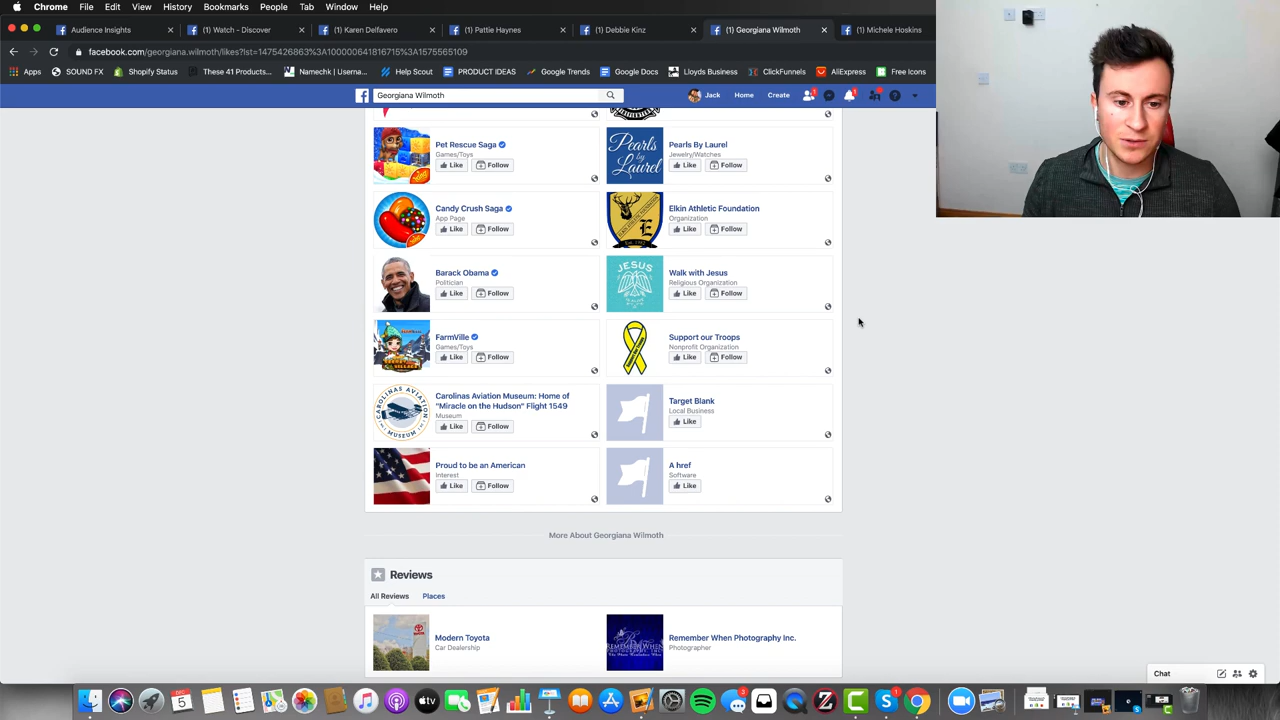 Chrome File Edit View History Bookmarks People Tab Window Help
Audience Insights
Watch - Discover
Karen Delfavero
Pattie Haynes
Debbie Kinz
(1) Georgiana Wilmoth
(1) Michele Hoskins
facebook.com/georgiana.wilmoth/likes?lst=1475426863%3A100000641816715%3A1575565109
Apps SOUND FX Shopify Status These 41 Products... Namechk | Userna... Help Scout PRODUCT IDEAS Google Trends Google Docs Lloyds Business ClickFunnels AliExpress Free Icons
Georgiana Wilmoth
Jack Home Create
Pet Rescue Saga
Games/Toys
Like Follow
Pearls by Laurel
Pearls By Laurel
Jewelry/Watches
Like Follow
Candy Crush Saga
App Page
Like Follow
Elkin Athletic Foundation
Organization
Like Follow
Barack Obama
Politician
Like Follow
JESUS
Walk with Jesus
Religious Organization
Like Follow
FarmVille
Games/Toys
Like Follow
Support our Troops
Nonprofit Organization
Like Follow
CAROLINAS AVIATION MUSEUM
Carolinas Aviation Museum: Home of
"Miracle on the Hudson" Flight 1549
Museum
Like Follow
Target Blank
Local Business
Like
Proud to be an American
Interest
Like Follow
A href
Software
Like
More About Georgiana Wilmoth
Reviews
All Reviews Places
Modern Toyota
Car Dealership
Remember When Photography Inc.
Photographer
Chat